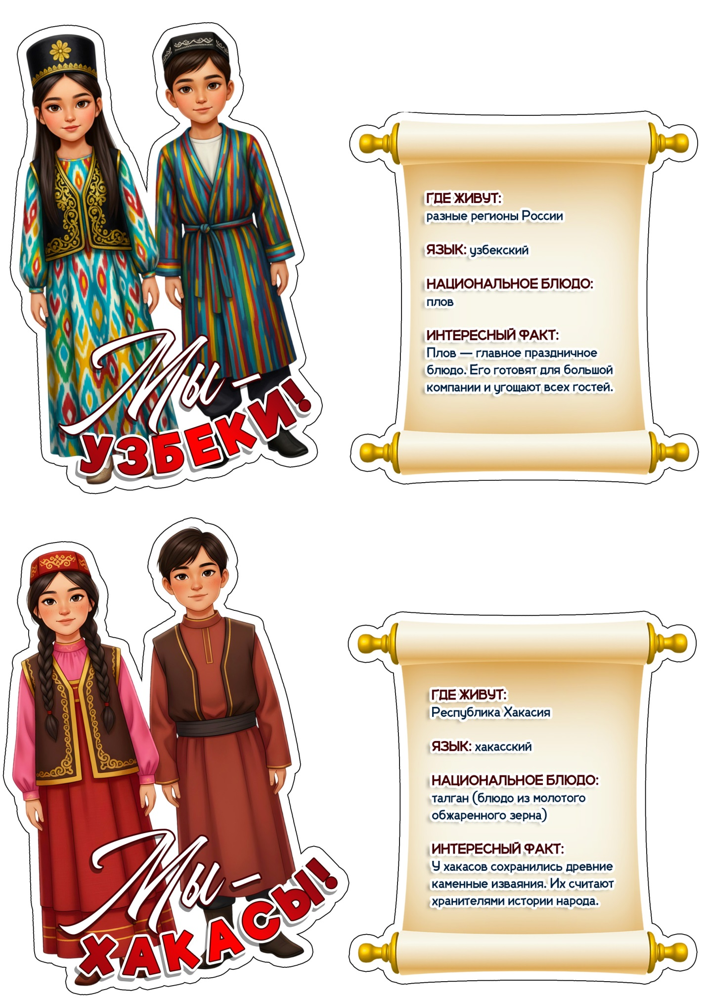 Мы –
УЗБЕКИ!
ГДЕ ЖИВУТ:
разные регионы России
ЯЗЫК: узбекский
НАЦИОНАЛЬНОЕ БЛЮДО:
плов
ИНТЕРЕСНЫЙ ФАКТ:
Плов — главное праздничное
блюдо. Его готовят для большой
компании и угощают всех гостей.
Мы –
ХАКАСЫ!
ГДЕ ЖИВУТ:
Республика Хакасия
ЯЗЫК: хакасский
НАЦИОНАЛЬНОЕ БЛЮДО:
талган (блюдо из молотого
обжаренного зерна)
ИНТЕРЕСНЫЙ ФАКТ:
У хакасов сохранились древние
каменные изваяния. Их считают
хранителями истории народа.